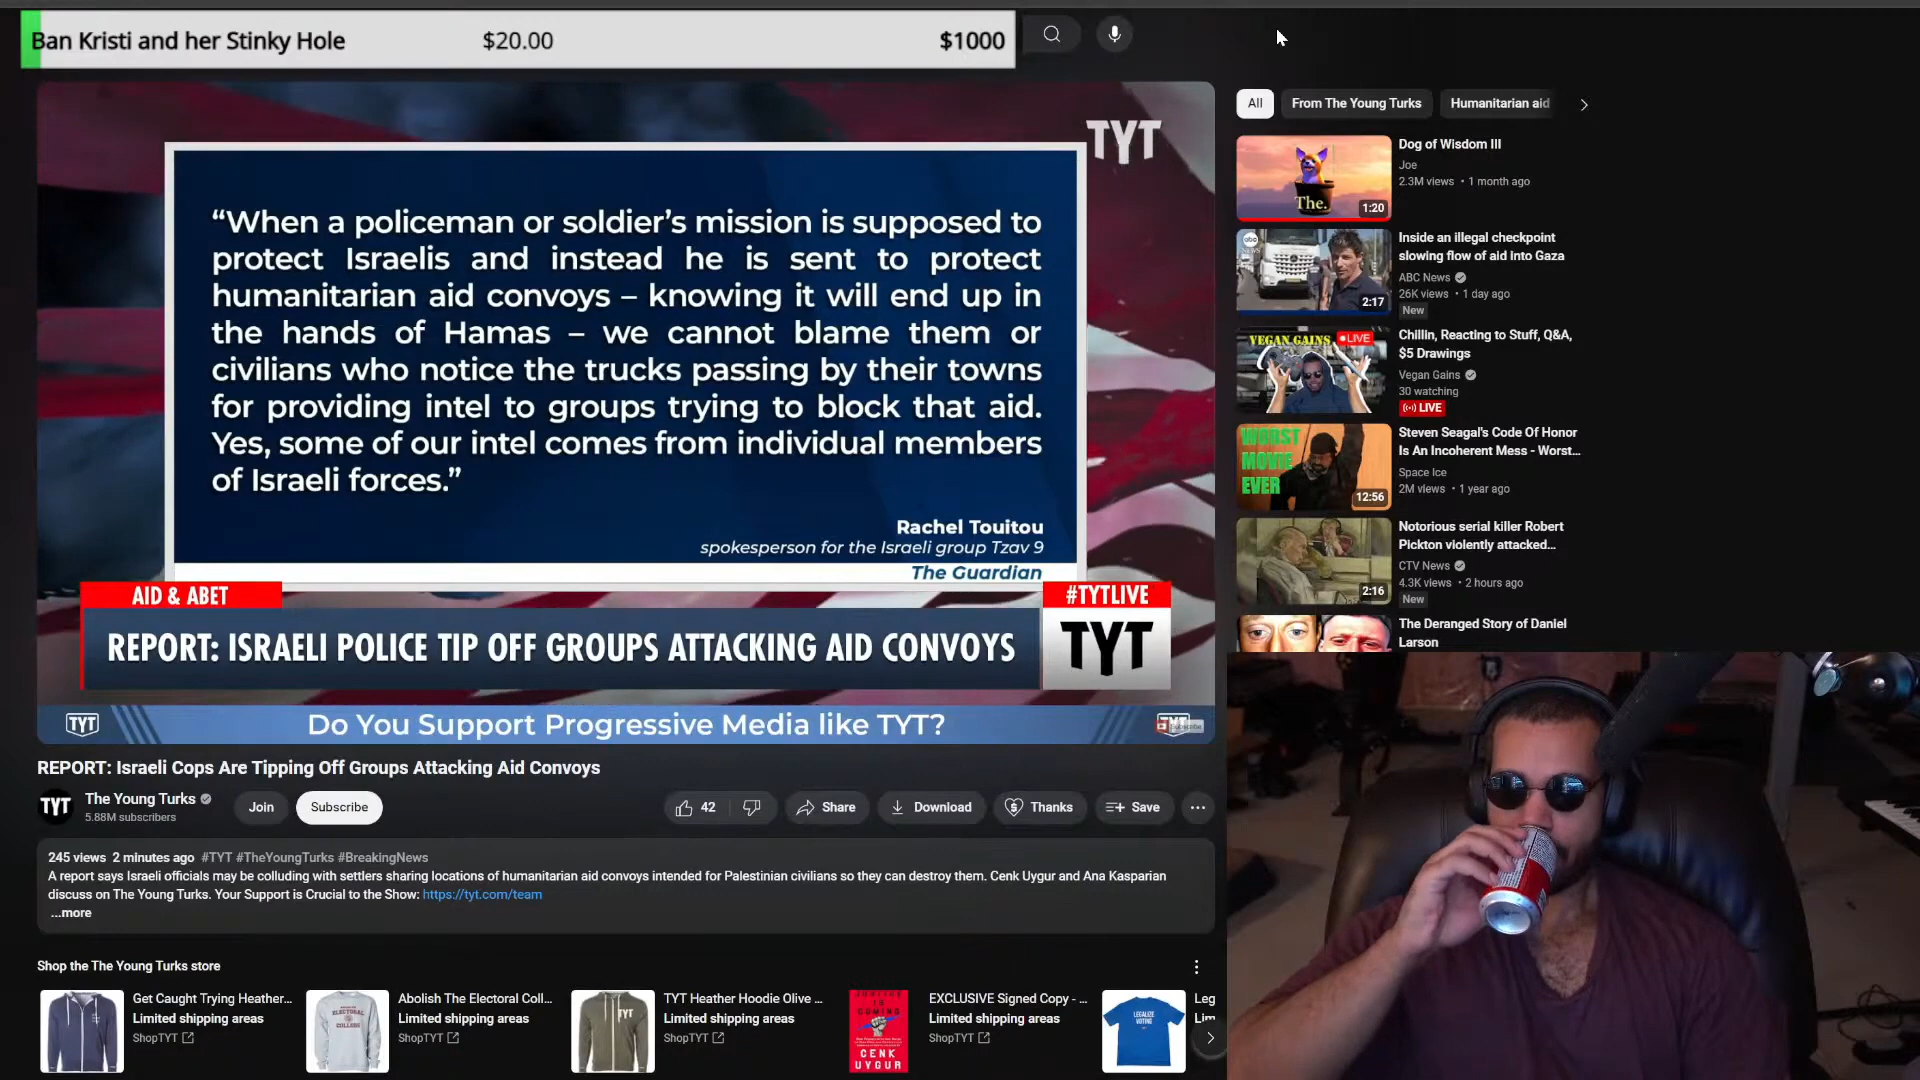 Ban Kristi and her Stinky Hole $20.00 $1000
All From The Young Turks Humanitarian aid
TYT
“When a policeman or soldier’s mission is supposed to
protect Israelis and instead he is sent to protect
humanitarian aid convoys – knowing it will end up in
the hands of Hamas – we cannot blame them or
civilians who notice the trucks passing by their towns
for providing intel to groups trying to block that aid.
Yes, some of our intel comes from individual members
of Israeli forces.”
Rachel Touitou
spokesperson for the Israeli group Tzav 9
The Guardian
AID & ABET
#TYTLIVE
REPORT: ISRAELI POLICE TIP OFF GROUPS ATTACKING AID CONVOYS
TYT
TYT
Do You Support Progressive Media like TYT?
Subscribe
REPORT: Israeli Cops Are Tipping Off Groups Attacking Aid Convoys
TYT
The Young Turks
5.88M subscribers
Join
Subscribe
42
Share
Download
Thanks
Save
245 views 2 minutes ago #TYT #TheYoungTurks #BreakingNews
A report says Israeli officials may be colluding with settlers sharing locations of humanitarian aid convoys intended for Palestinian civilians so they can destroy them. Cenk Uygur and Ana Kasparian
discuss on The Young Turks. Your Support is Crucial to the Show: https://tyt.com/team
...more
Shop the The Young Turks store
Get Caught Trying Heather...
Limited shipping areas
ShopTYT
ELECTORAL
COLLEGE
Abolish The Electoral Coll...
Limited shipping areas
ShopTYT
TYT
TYT Heather Hoodie Olive ...
Limited shipping areas
ShopTYT
CENK
UYGUR
EXCLUSIVE Signed Copy - ...
Limited shipping areas
ShopTYT
LEGALIZE
VOTING
Leg
Lim
The.
1:20
Dog of Wisdom III
Joe
2.3M views • 1 month ago
abc
NEWS
2:17
Inside an illegal checkpoint
slowing flow of aid into Gaza
ABC News
26K views • 1 day ago
New
VEGAN GAINS LIVE
Chillin, Reacting to Stuff, Q&A,
$5 Drawings
Vegan Gains
30 watching
LIVE
WORST
MOVIE
EVER
12:56
Steven Seagal's Code Of Honor
Is An Incoherent Mess - Worst...
Space Ice
2M views • 1 year ago
2:16
Notorious serial killer Robert
Pickton violently attacked...
CTV News
4.3K views • 2 hours ago
New
The Deranged Story of Daniel
Larson